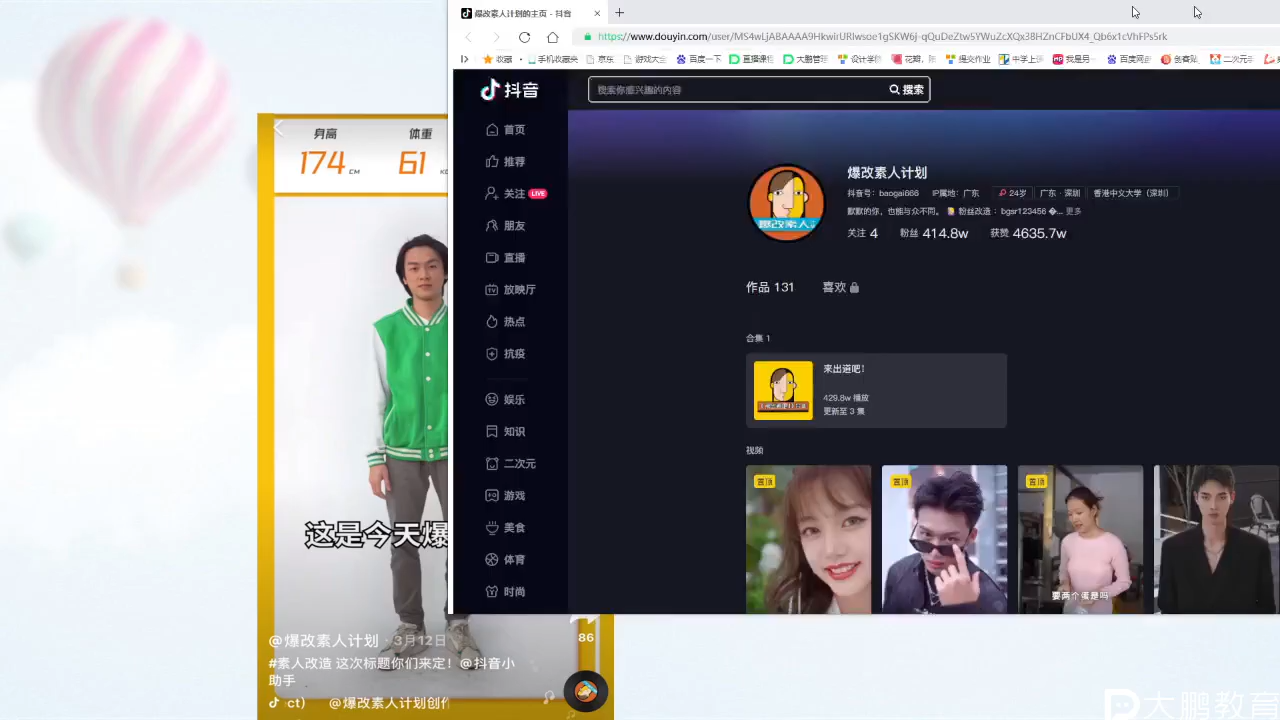 爆改素人计划的主页 - 抖音
https://www.douyin.com/user/
收藏
手机收藏夹
京东
游戏大全
百度一下
抖音
搜索你感兴趣的内容
搜索
首页
推荐
关注 LIVE
朋友
直播
放映厅
热点
抗疫
娱乐
知识
二次元
游戏
美食
体育
时尚
爆改素人计划
抖音号：baogai666 IP属地：广东 24岁 广东 · 深圳 香港中文大学（深圳）
默默的你，也能与众不同。 粉丝改造： bgsr123456 ... 更多
关注 4 粉丝 414.8w 获赞 4635.7w
作品 131 喜欢
合集 1
来出道吧！
429.8w 播放
更新至 3 集
视频
置顶
置顶
置顶
要两个蛋是吗
身高 体重
174 CM 61
这是今天爆
86
@爆改素人计划 · 3月12日
#素人改造 这次标题你们来定！@抖音小
助手
ct） @爆改素人计划创作
大鹏教育